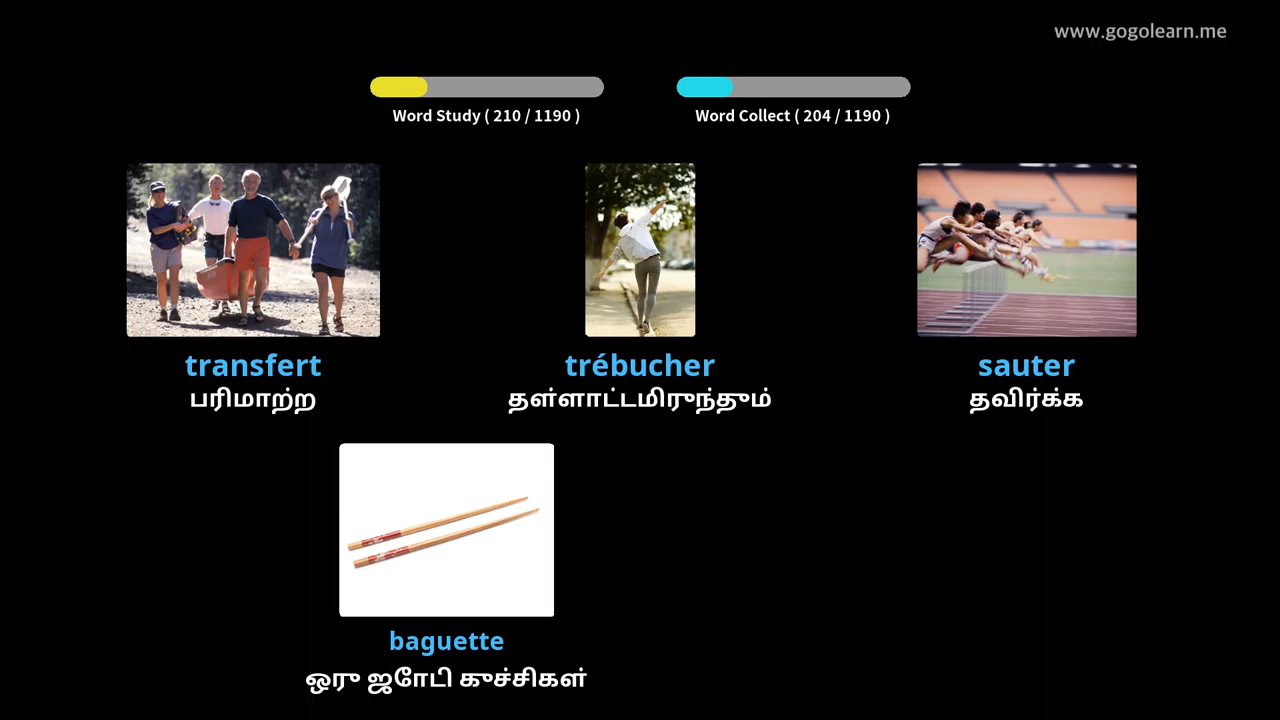 www.gogolearn.me
Word Study ( 210 / 1190 )
Word Collect ( 204 / 1190 )
transfert
பரிமாற்ற
trébucher
தள்ளாட்டமிருந்தும்
sauter
தவிர்க்க
baguette
ஒரு ஜோடி குச்சிகள்